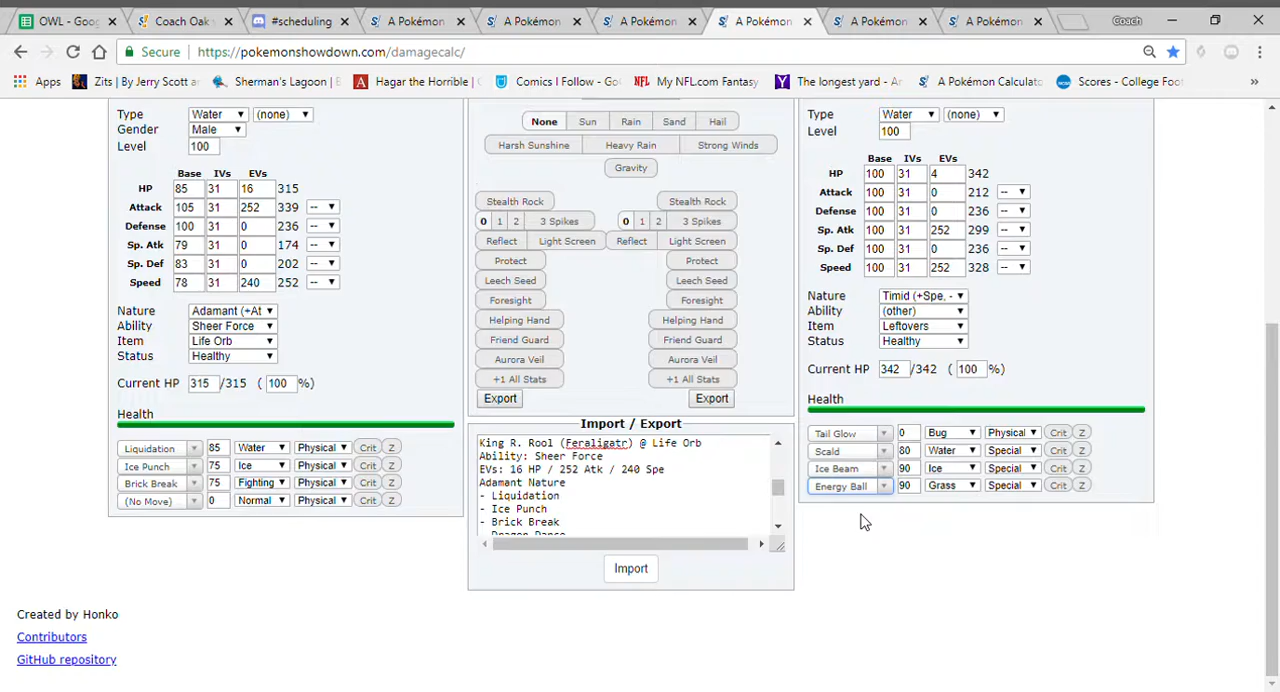 OWL - Goo
Coach Oak
#scheduling
A Pokémon
A Pokémon
A Pokémon
A Pokémon
A Pokémon
A Pokémon
Coach
Secure
https://pokemonshowdown.com/damagecalc/
Apps
Zits | By Jerry Scott ar
Sherman's Lagoon | B
Hagar the Horrible | C
Comics I Follow - Go
My NFL.com Fantasy
The longest yard - Ar
A Pokémon Calculato
Scores - College Foot
Type Water (none)
Gender Male
Level 100
Base IVs EVs
HP 85 31 16 315
Attack 105 31 252 339 --
Defense 100 31 0 236 --
Sp. Atk 79 31 0 174 --
Sp. Def 83 31 0 202 --
Speed 78 31 240 252 --
Nature Adamant (+At
Ability Sheer Force
Item Life Orb
Status Healthy
Current HP 315 /315 ( 100 %)
Health
Liquidation 85 Water Physical Crit Z
Ice Punch 75 Ice Physical Crit Z
Brick Break 75 Fighting Physical Crit Z
(No Move) 0 Normal Physical Crit Z
None Sun Rain Sand Hail
Harsh Sunshine Heavy Rain Strong Winds
Gravity
Stealth Rock Stealth Rock
0 1 2 3 Spikes 0 1 2 3 Spikes
Reflect Light Screen Reflect Light Screen
Protect Protect
Leech Seed Leech Seed
Foresight Foresight
Helping Hand Helping Hand
Friend Guard Friend Guard
Aurora Veil Aurora Veil
+1 All Stats +1 All Stats
Export Export
Import / Export
King R. Rool (Feraligatr) @ Life Orb
Ability: Sheer Force
EVs: 16 HP / 252 Atk / 240 Spe
Adamant Nature
- Liquidation
- Ice Punch
- Brick Break
- Dragon Dance
Import
Type Water (none)
Level 100
Base IVs EVs
HP 100 31 4 342
Attack 100 31 0 212 --
Defense 100 31 0 236 --
Sp. Atk 100 31 252 299 --
Sp. Def 100 31 0 236 --
Speed 100 31 252 328 --
Nature Timid (+Spe, -
Ability (other)
Item Leftovers
Status Healthy
Current HP 342 /342 ( 100 %)
Health
Tail Glow 0 Bug Physical Crit Z
Scald 80 Water Special Crit Z
Ice Beam 90 Ice Special Crit Z
Energy Ball 90 Grass Special Crit Z
Created by Honko
Contributors
GitHub repository